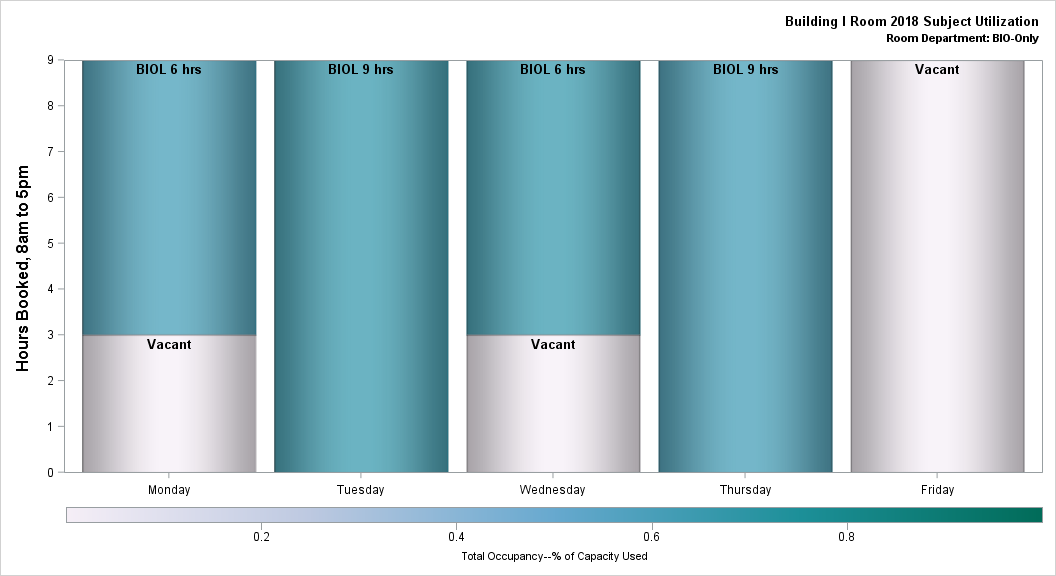 Building I Room 2018 Subject Utilization
Room Department: BIO-Only
Hours Booked, 8am to 5pm
9
8
7
6
5
4
3
2
1
0
BIOL 6 hrs
BIOL 9 hrs
BIOL 6 hrs
BIOL 9 hrs
Vacant
Vacant
Vacant
Monday
Tuesday
Wednesday
Thursday
Friday
0.2
0.4
0.6
0.8
Total Occupancy--% of Capacity Used